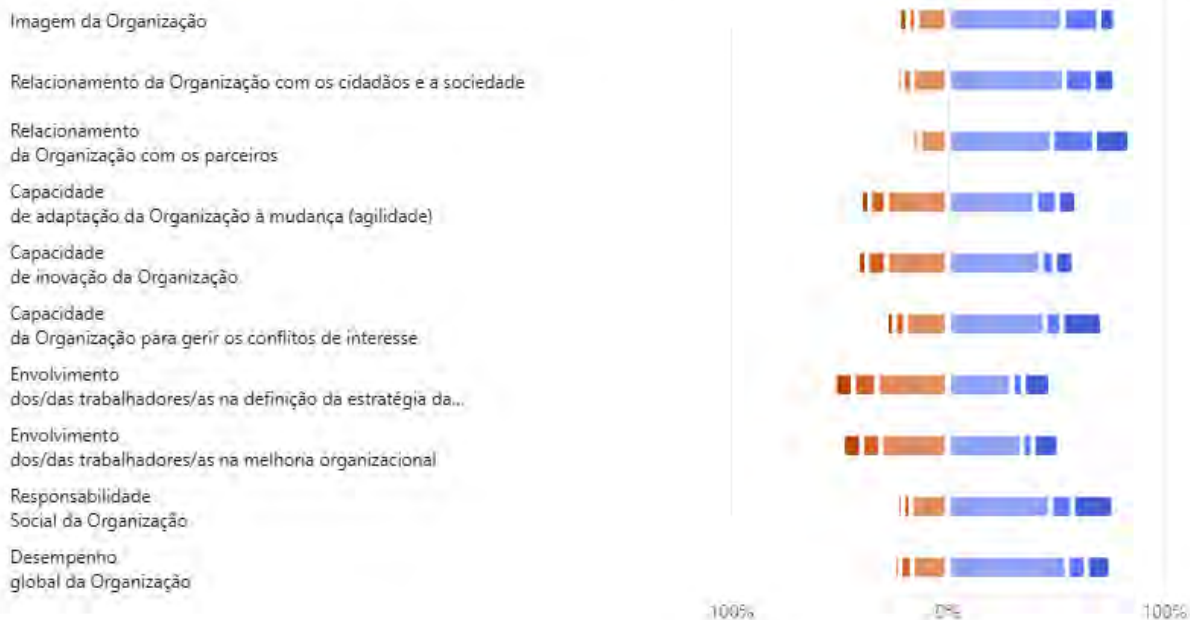 Imagem da Organização
Relacionamento da Organização com os cidadãos e a sociedade
Relacionamento
da Organização com os parceiros
Capacidade
de adaptação da Organização à mudança (agilidade)
Capacidade
de inovação da Organização
Capacidade
da Organização para gerir os conflitos de interesse
Envolvimento
dos/das trabalhadores/as na definição da estratégia da...
Envolvimento
dos/das trabalhadores/as na melhoria organizacional
Responsabilidade
Social da Organização
Desempenho
global da Organização
100% 0% 100%